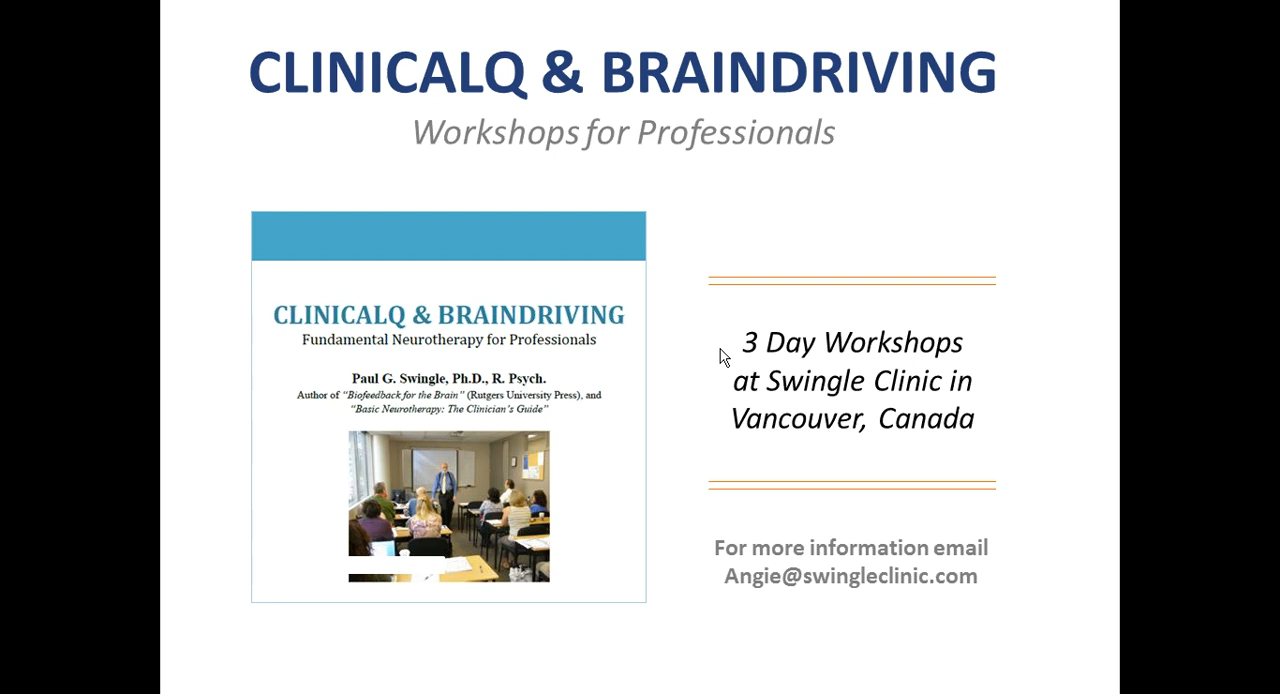 CLINICALQ & BRAINDRIVING
Workshops for Professionals
CLINICALQ & BRAINDRIVING
Fundamental Neurotherapy for Professionals
Paul G. Swingle, Ph.D., R. Psych.
Author of “Biofeedback for the Brain” (Rutgers University Press), and
“Basic Neurotherapy: The Clinician’s Guide”
3 Day Workshops
at Swingle Clinic in
Vancouver, Canada
For more information email
Angie@swingleclinic.com